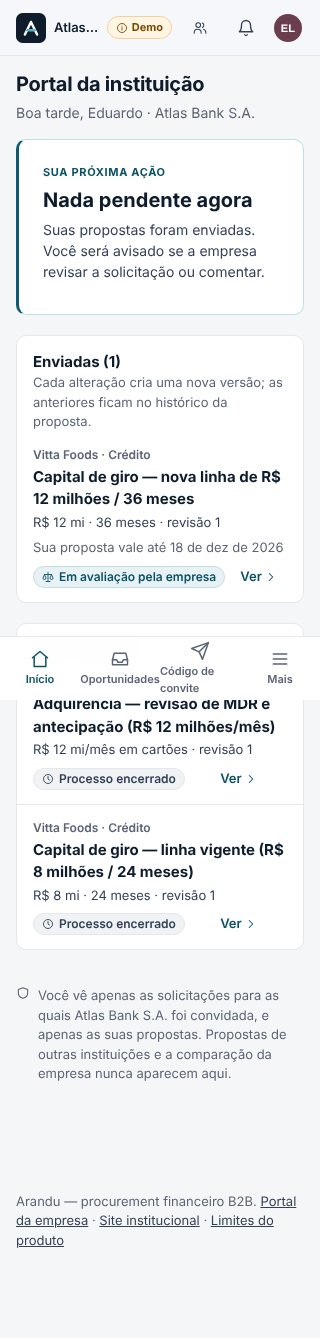 Atlas... Demo EL
Portal da instituição
Boa tarde, Eduardo · Atlas Bank S.A.
SUA PRÓXIMA AÇÃO
Nada pendente agora
Suas propostas foram enviadas.
Você será avisado se a empresa
revisar a solicitação ou comentar.
Enviadas (1)
Cada alteração cria uma nova versão; as
anteriores ficam no histórico da
proposta.
Vitta Foods · Crédito
Capital de giro — nova linha de R$
12 milhões / 36 meses
R$ 12 mi · 36 meses · revisão 1
Sua proposta vale até 18 de dez de 2026
Em avaliação pela empresa Ver
Início
Oportunidades
Código de
convite
Mais
Adquirência — revisão de MDR e
antecipação (R$ 12 milhões/mês)
R$ 12 mi/mês em cartões · revisão 1
Processo encerrado Ver
Vitta Foods · Crédito
Capital de giro — linha vigente (R$
8 milhões / 24 meses)
R$ 8 mi · 24 meses · revisão 1
Processo encerrado Ver
Você vê apenas as solicitações para as
quais Atlas Bank S.A. foi convidada, e
apenas as suas propostas. Propostas de
outras instituições e a comparação da
empresa nunca aparecem aqui.
Arandu — procurement financeiro B2B. Portal
da empresa · Site institucional · Limites do
produto